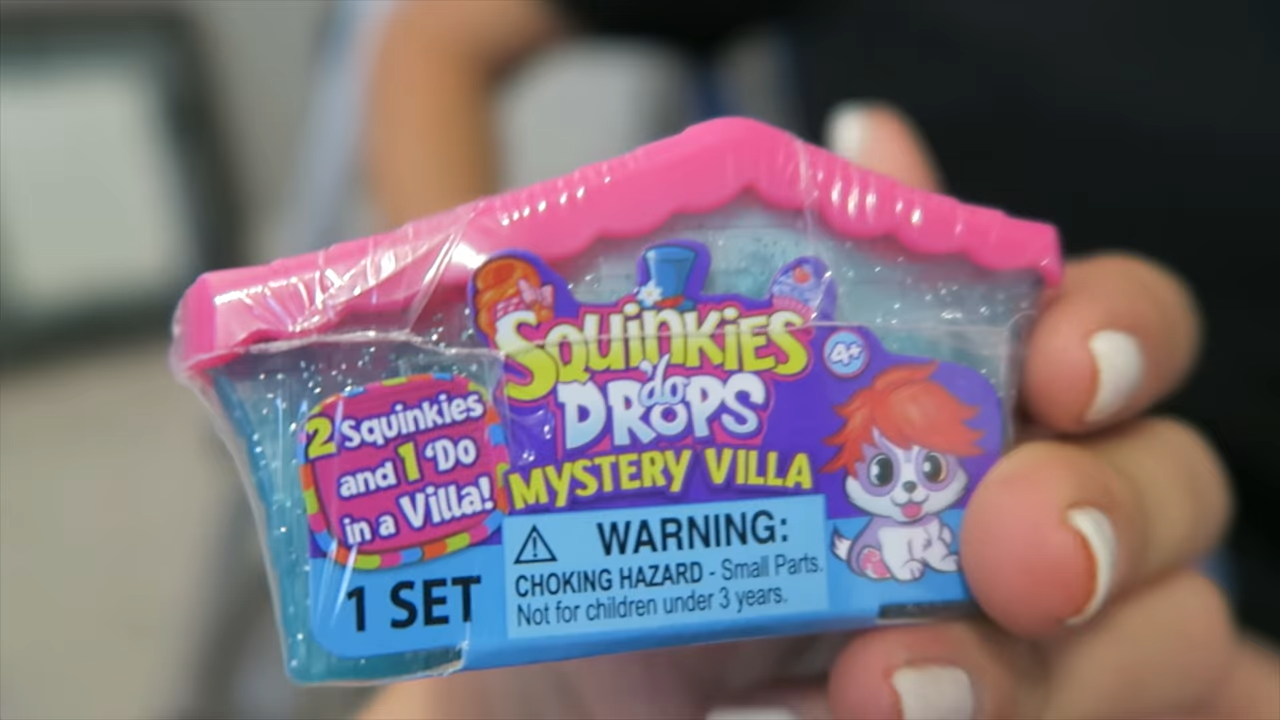 SQUINKIES
'do
DROPS
MYSTERY VILLA
4+
2 Squinkies
and 1 'Do
in a Villa!
1 SET
WARNING:
CHOKING HAZARD - Small Parts.
Not for children under 3 years.